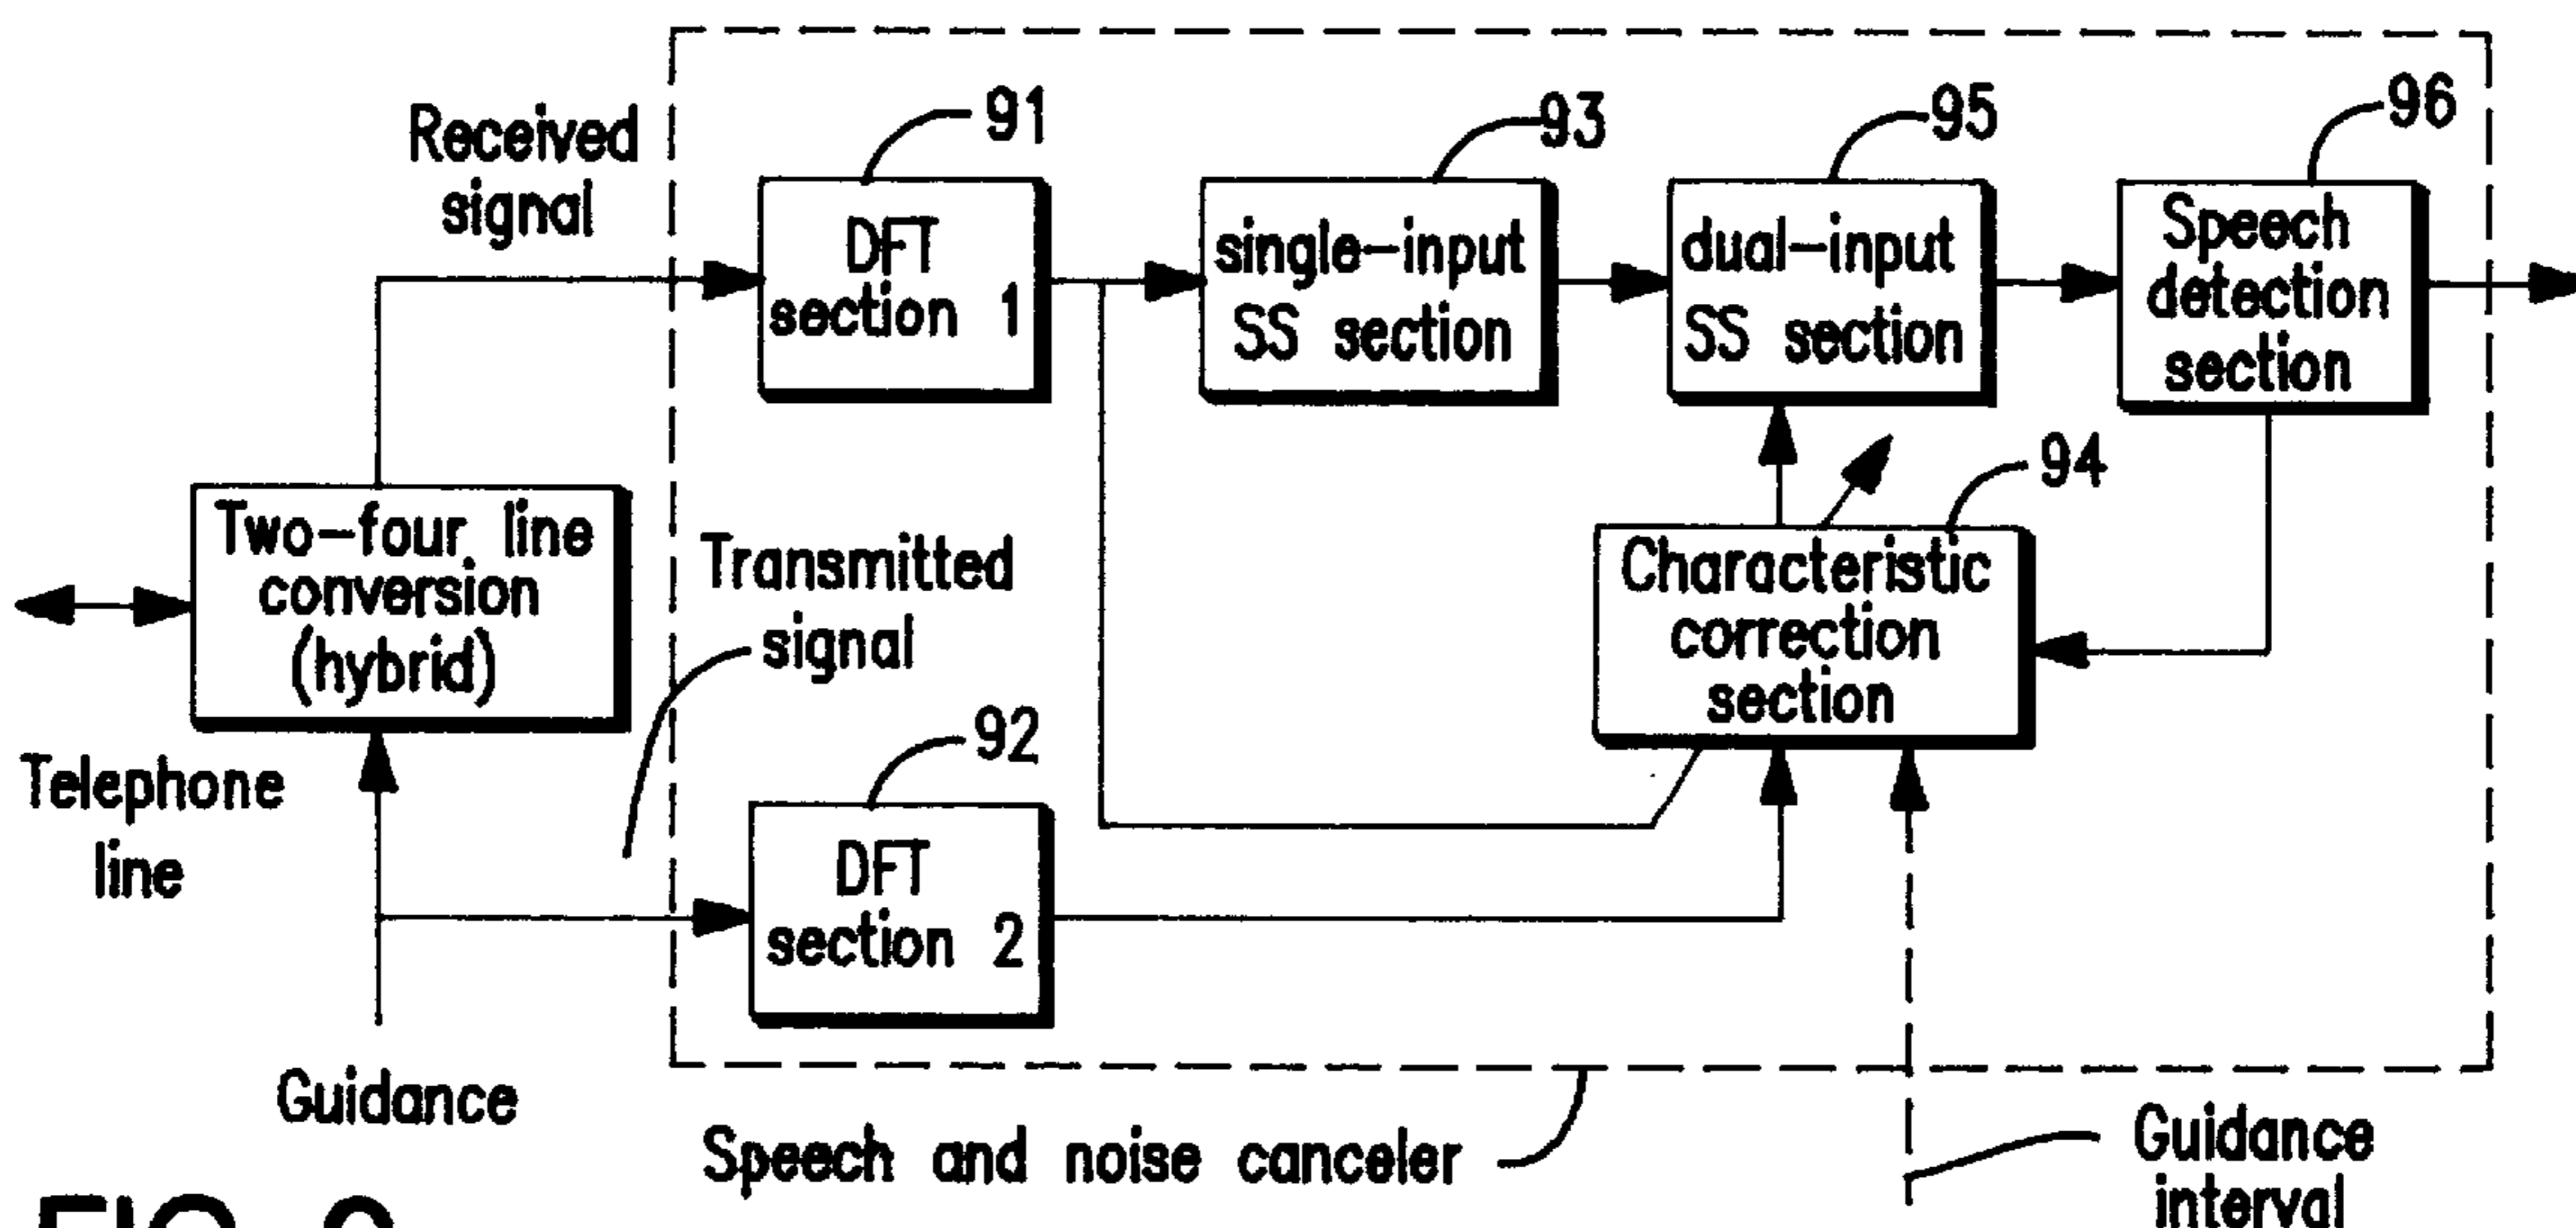 Received
signal
91
93
95
96
DFT
section 1
single-input
SS section
dual-input
SS section
Speech
detection
section
94
Two-four line
conversion
(hybrid)
Transmitted
signal
Characteristic
correction
section
Telephone
line
92
DFT
section 2
Guidance
Speech and noise canceler
Guidance
interval